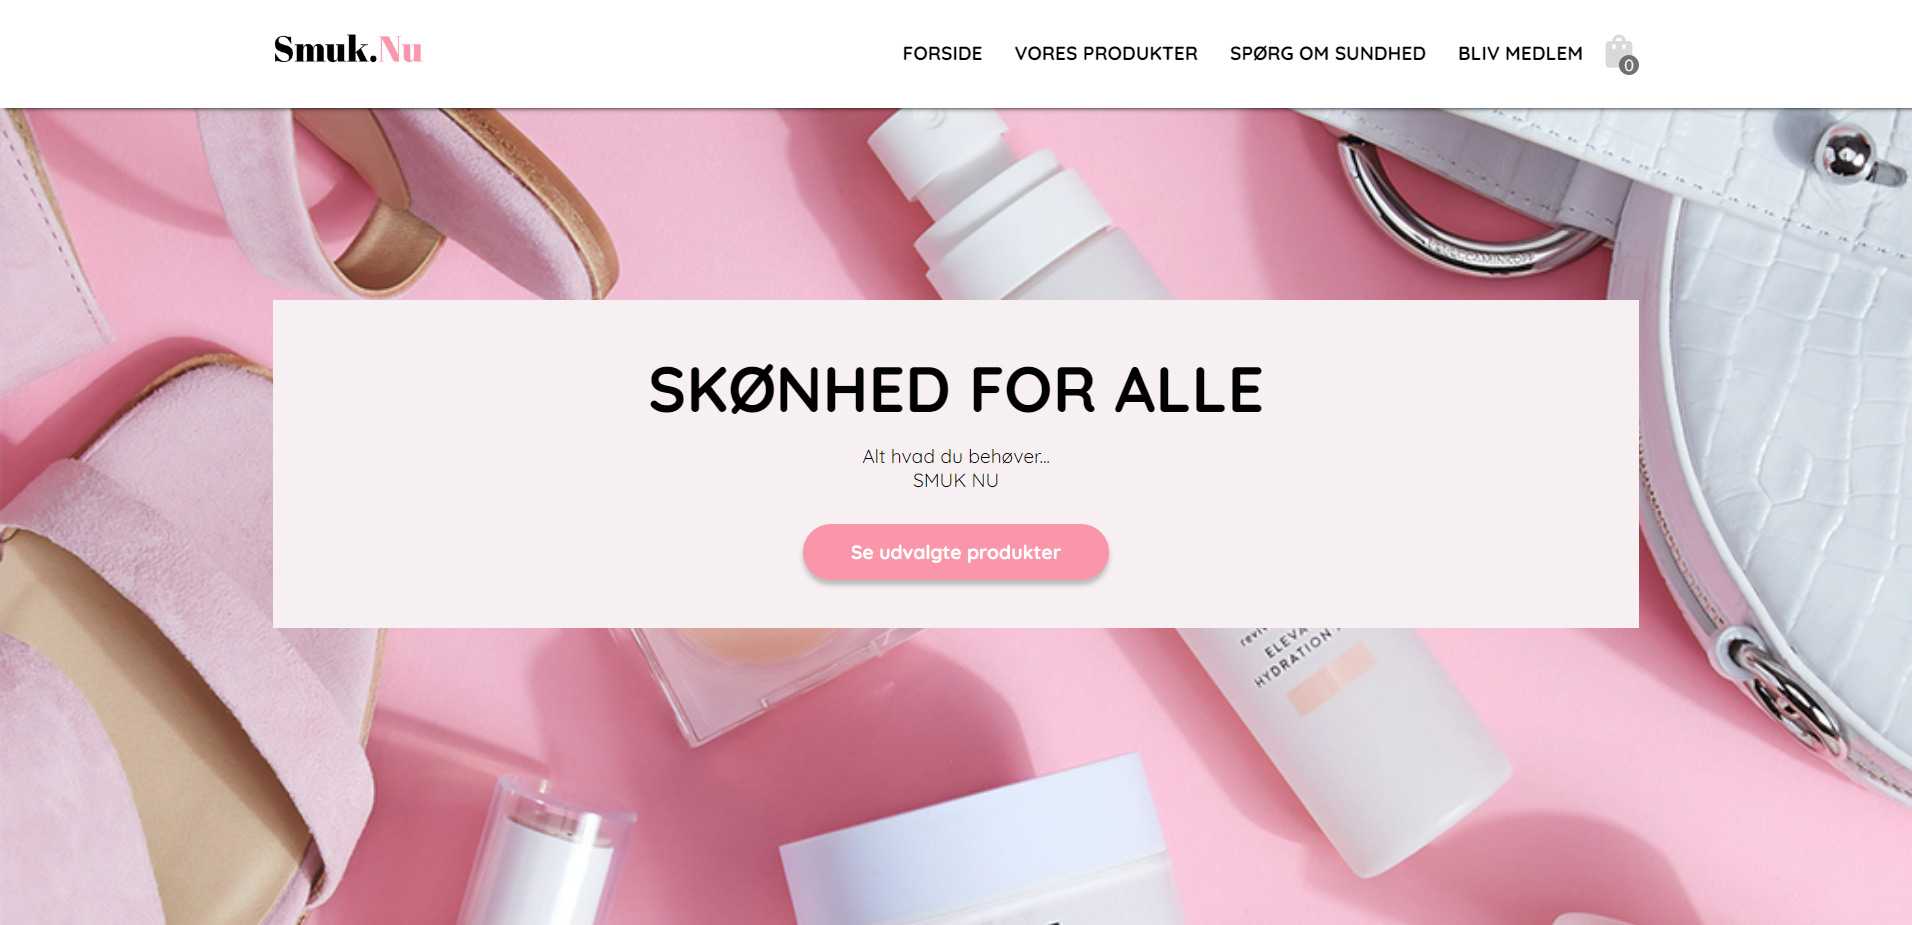 Smuk.Nu
FORSIDE VORES PRODUKTER SPØRG OM SUNDHED BLIV MEDLEM 0
SKØNHED FOR ALLE
Alt hvad du behøver...
SMUK NU
Se udvalgte produkter
HYDRATION